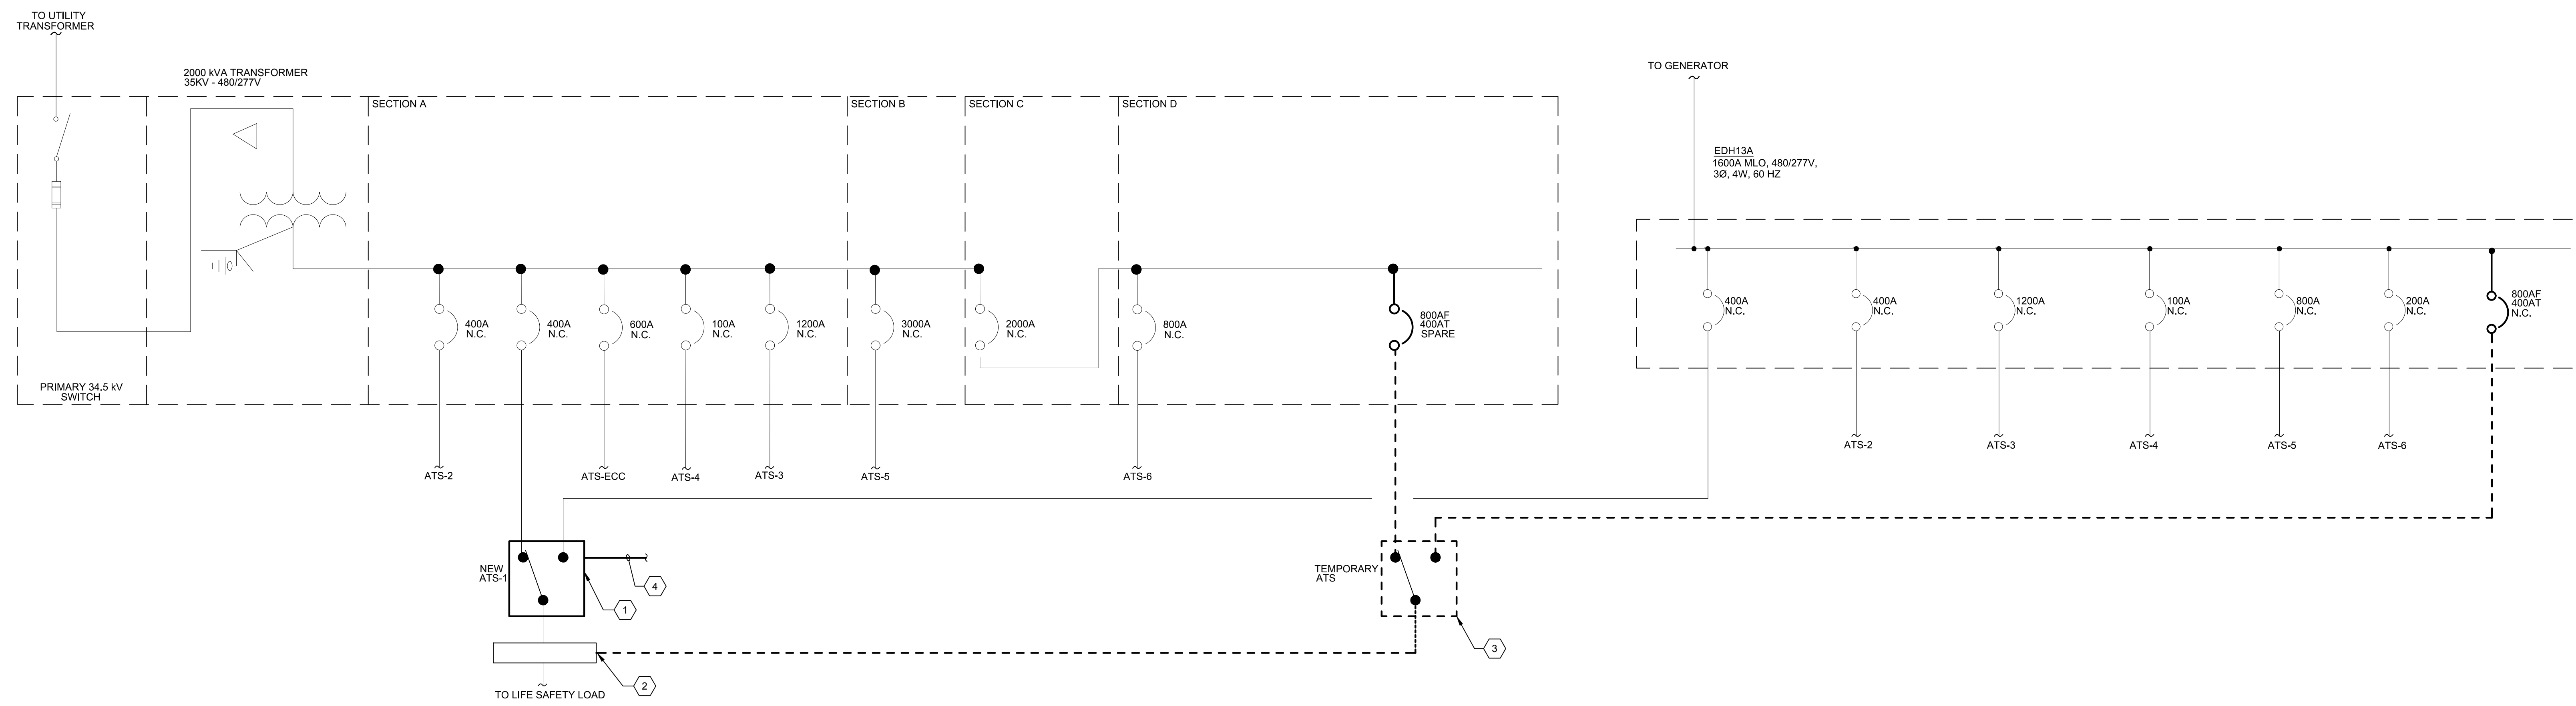 TO UTILITY
TRANSFORMER
2000 kVA TRANSFORMER
35KV - 480/277V
SECTION A
SECTION B
SECTION C
SECTION D
PRIMARY 34.5 kV
SWITCH
400A
N.C.
400A
N.C.
600A
N.C.
100A
N.C.
1200A
N.C.
3000A
N.C.
2000A
N.C.
800A
N.C.
800AF
400AT
SPARE
ATS-2
ATS-ECC
ATS-4
ATS-3
ATS-5
ATS-6
TO GENERATOR
EDH13A
1600A MLO, 480/277V,
3Ø, 4W, 60 HZ
400A
N.C.
400A
N.C.
1200A
N.C.
100A
N.C.
800A
N.C.
200A
N.C.
800AF
400AT
N.C.
ATS-2
ATS-3
ATS-4
ATS-5
ATS-6
NEW
ATS-1
4
1
2
TO LIFE SAFETY LOAD
TEMPORARY
ATS
3